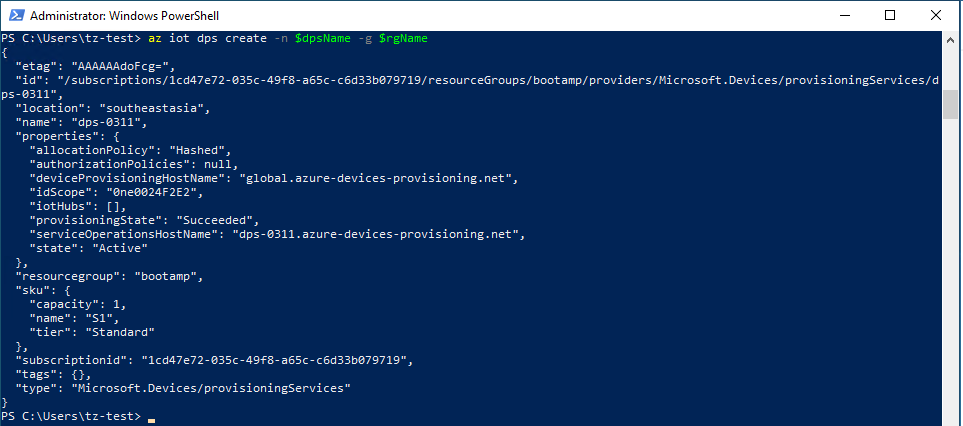 Administrator: Windows PowerShell
PS C:\Users\tz-test> az iot dps create -n $dpsName -g $rgName
{
  "etag": "AAAAAAdoFcg=",
  "id": "/subscriptions/1cd47e72-035c-49f8-a65c-c6d33b079719/resourceGroups/bootamp/providers/Microsoft.Devices/provisioningServices/d
ps-0311",
  "location": "southeastasia",
  "name": "dps-0311",
  "properties": {
    "allocationPolicy": "Hashed",
    "authorizationPolicies": null,
    "deviceProvisioningHostName": "global.azure-devices-provisioning.net",
    "idScope": "0ne0024F2E2",
    "iotHubs": [],
    "provisioningState": "Succeeded",
    "serviceOperationsHostName": "dps-0311.azure-devices-provisioning.net",
    "state": "Active"
  },
  "resourcegroup": "bootamp",
  "sku": {
    "capacity": 1,
    "name": "S1",
    "tier": "Standard"
  },
  "subscriptionid": "1cd47e72-035c-49f8-a65c-c6d33b079719",
  "tags": {},
  "type": "Microsoft.Devices/provisioningServices"
}
PS C:\Users\tz-test>